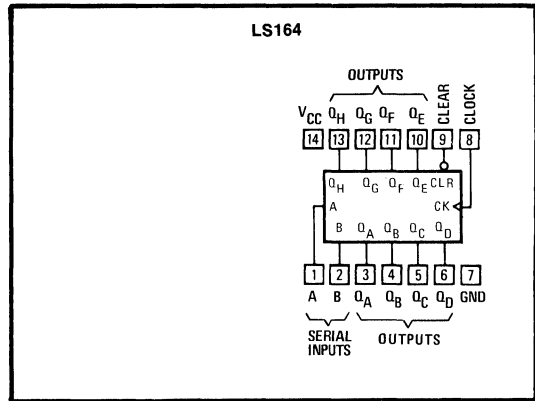 LS164
OUTPUTS
VCC QH QG QF QE CLEAR CLOCK
14 13 12 11 10 9 8
QH QG QF QE CLR
A CK
B QA QB QC QD
1 2 3 4 5 6 7
A B QA QB QC QD GND
SERIAL INPUTS OUTPUTS